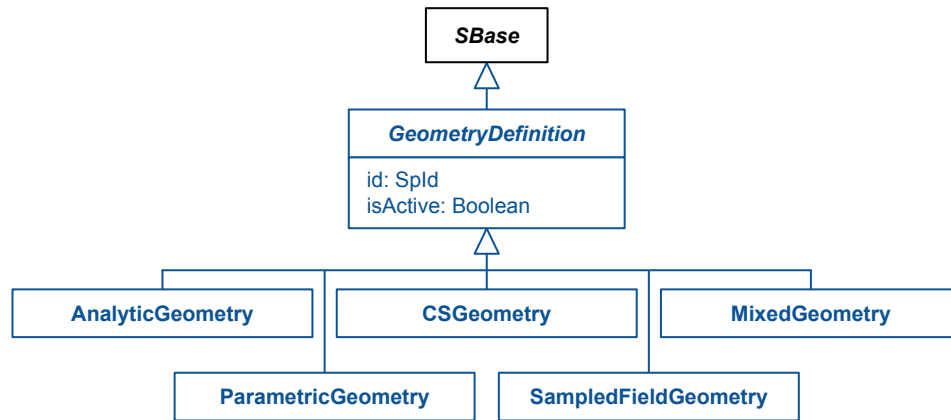 SBase
GeometryDefinition
id: SpId
isActive: Boolean
AnalyticGeometry
CSGeometry
MixedGeometry
ParametricGeometry
SampledFieldGeometry